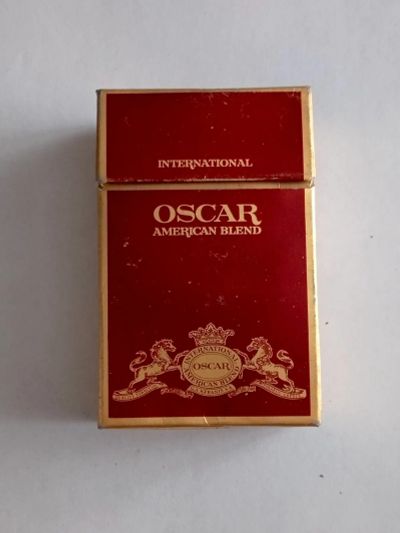 INTERNATIONAL
OSCAR
AMERICAN BLEND
INTERNATIONAL
OSCAR
AMERICAN BLEND